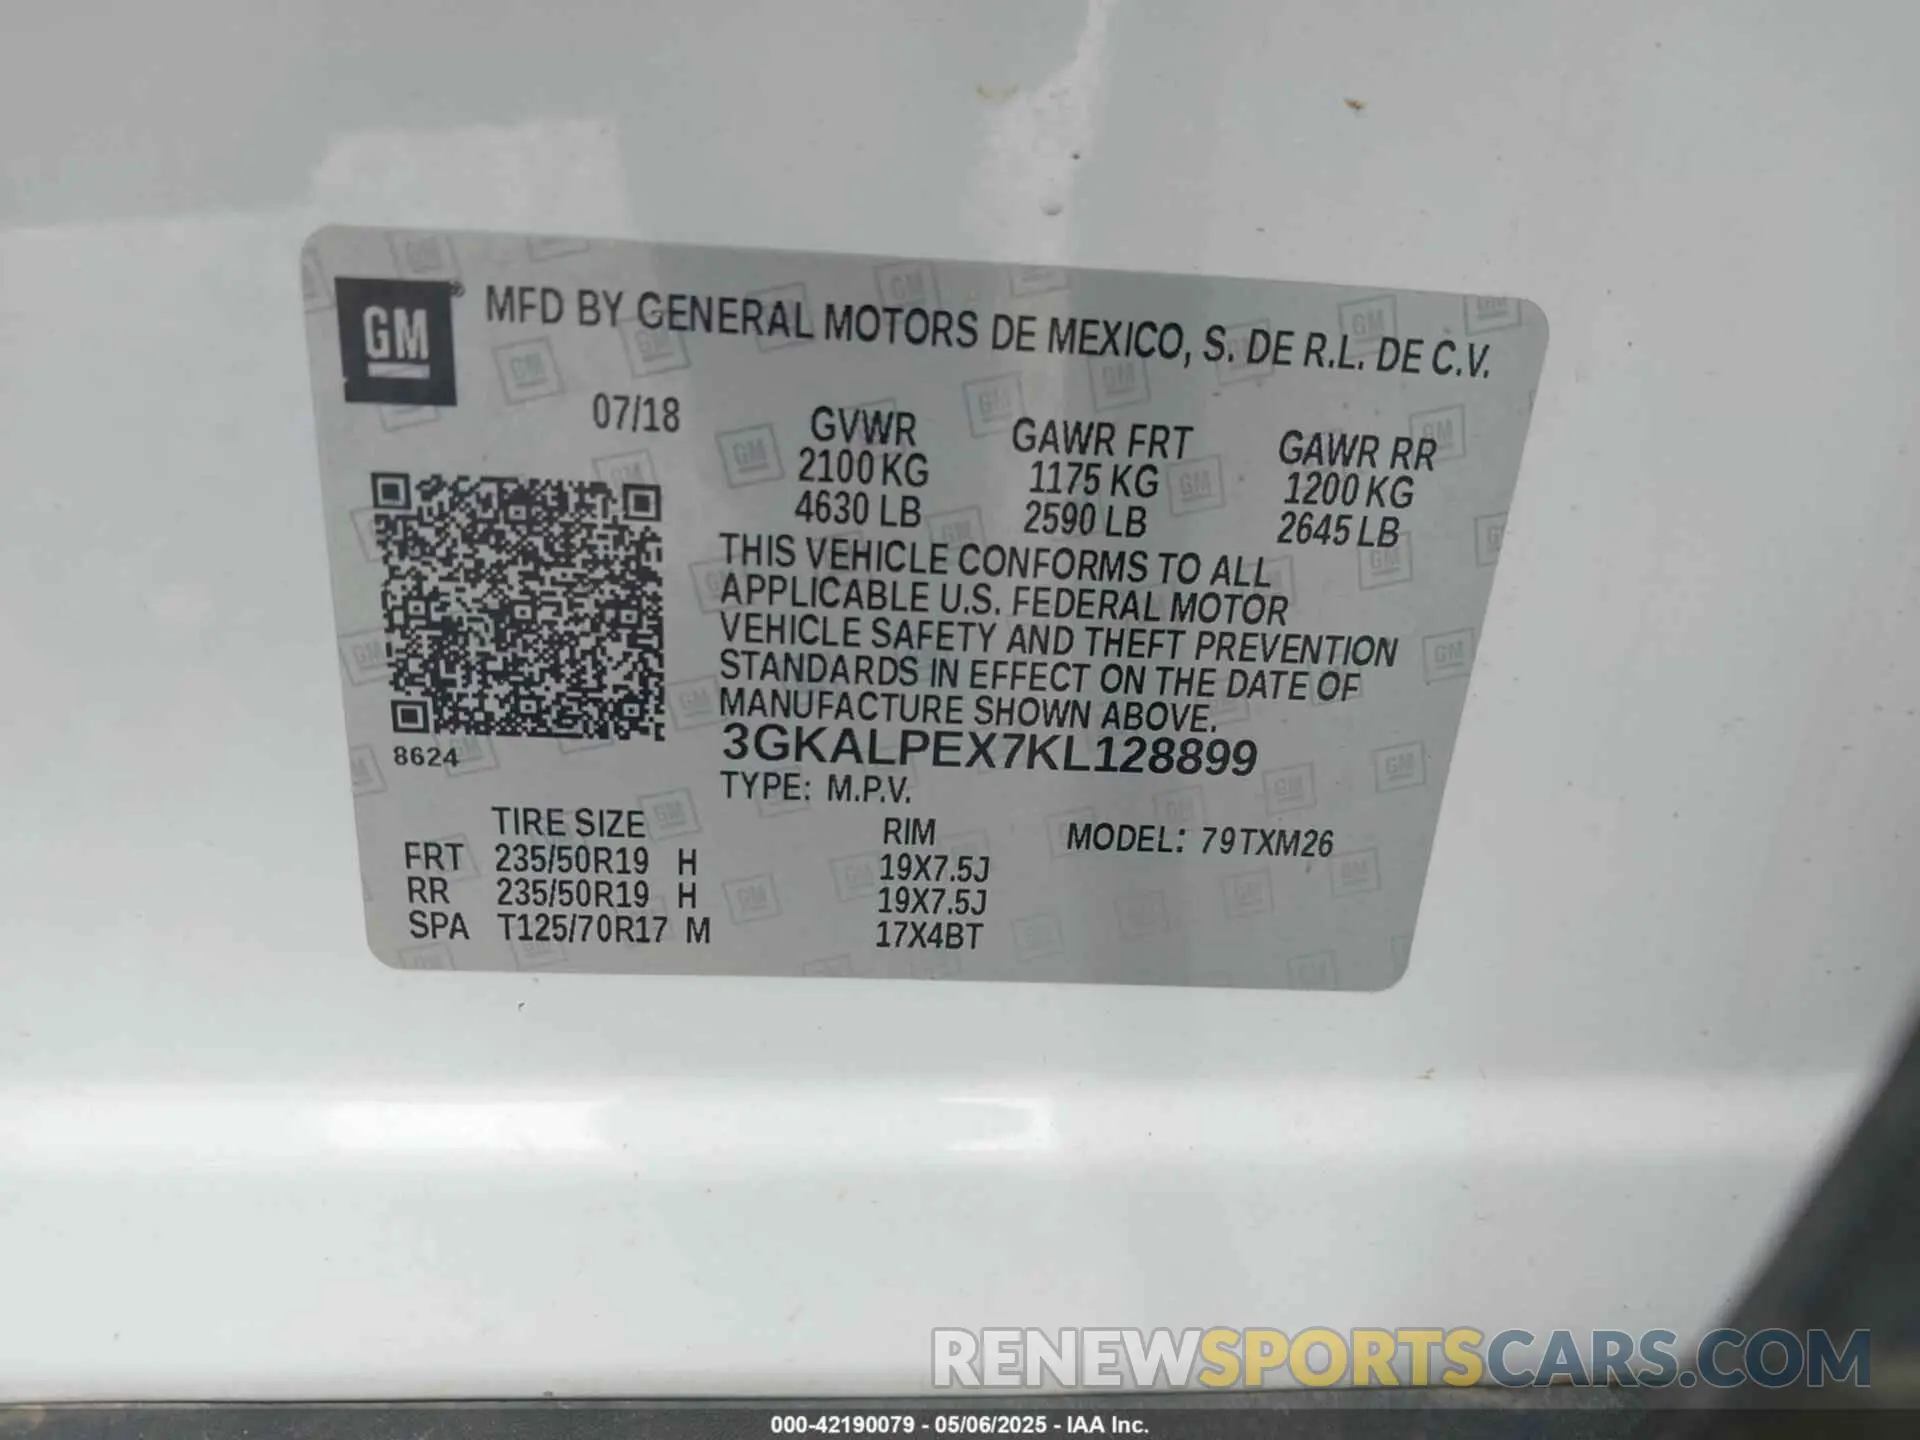 GM® MFD BY GENERAL MOTORS DE MEXICO, S. DE R.L. DE C.V.
07/18
GVWR GAWR FRT GAWR RR
2100 KG 1175 KG 1200 KG
4630 LB 2590 LB 2645 LB
THIS VEHICLE CONFORMS TO ALL
APPLICABLE U.S. FEDERAL MOTOR
VEHICLE SAFETY AND THEFT PREVENTION
STANDARDS IN EFFECT ON THE DATE OF
MANUFACTURE SHOWN ABOVE.
8624
3GKALPEX7KL128899
TYPE: M.P.V.
TIRE SIZE RIM MODEL: 79TXM26
FRT 235/50R19 H 19X7.5J
RR 235/50R19 H 19X7.5J
SPA T125/70R17 M 17X4BT
RENEWSPORTSCARS.COM
000-42190079 - 05/06/2025 - IAA Inc.